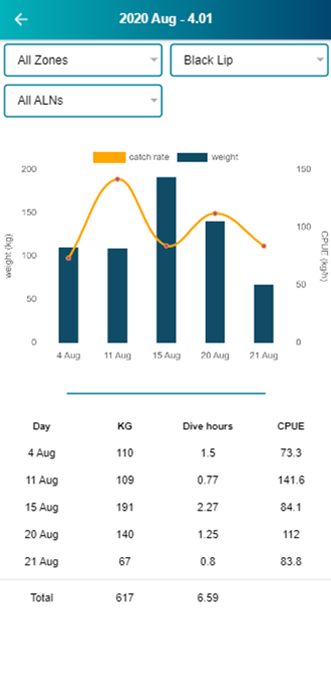 2020 Aug - 4.01
All Zones Black Lip
All ALNs
catch rate weight
200 150
150
100 100
50 50
0 0
weight (kg)
CPUE (kg/h)
4 Aug 11 Aug 15 Aug 20 Aug 21 Aug
Day KG Dive hours CPUE
4 Aug 110 1.5 73.3
11 Aug 109 0.77 141.6
15 Aug 191 2.27 84.1
20 Aug 140 1.25 112
21 Aug 67 0.8 83.8
Total 617 6.59